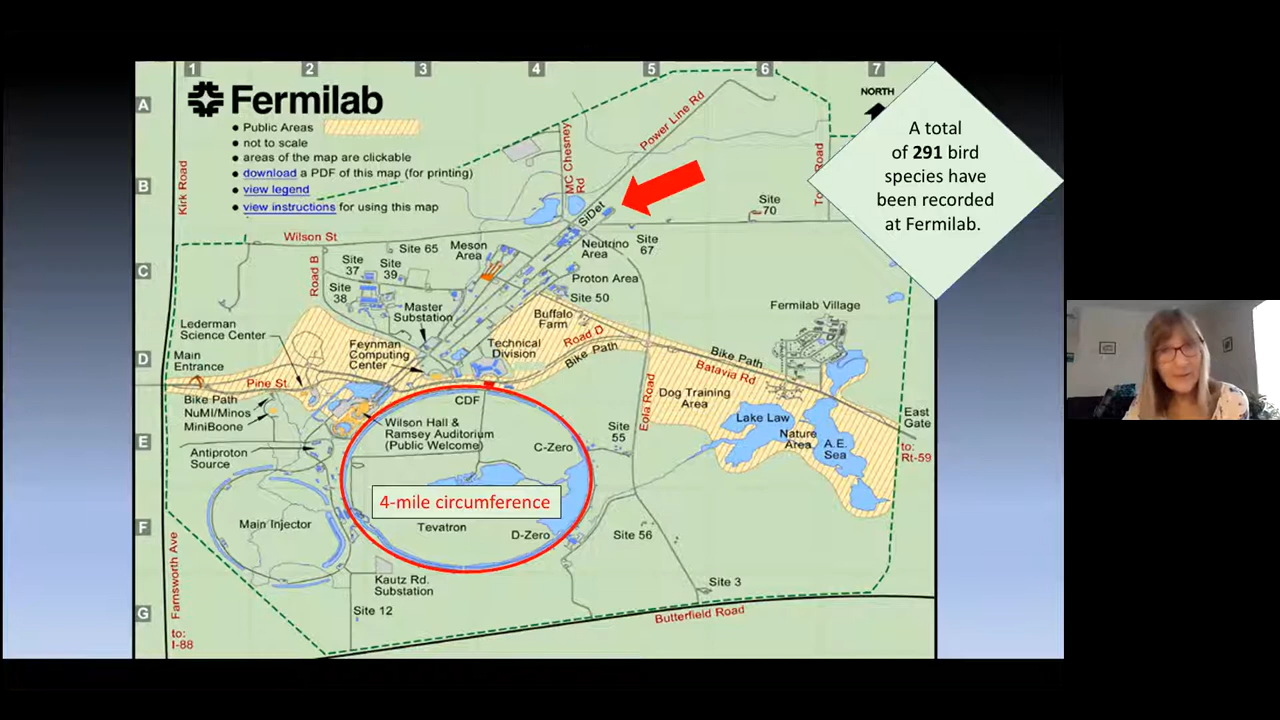 1 2 3 4 5 6 7
A
B
C
D
E
F
G
Fermilab
• Public Areas
• not to scale
• areas of the map are clickable
• download a PDF of this map (for printing)
• view legend
• view instructions for using this map
NORTH
A total
of 291 bird
species have
been recorded
at Fermilab.
Kirk Road
MC Chesney
Rd
Power Line Rd
Road
SiDet
Site
70
Wilson St
Road B
Site 65
Meson
Area
Neutrino
Area
Site
67
Site
37
Site
39
Site
38
Proton Area
Site 50
Master
Substation
Buffalo
Farm
Fermilab Village
Lederman
Science Center
Feynman
Computing
Center
Technical
Division
Road D
Bike Path
Bike Path
Batavia Rd
Main
Entrance
Pine St
Dog Training
Area
Eola Road
Bike Path
NuMI/Minos
MiniBoone
CDF
Wilson Hall &
Ramsey Auditorium
(Public Welcome)
C-Zero
Site
55
Lake Law
Nature
Area
A.E.
Sea
East
Gate
to:
Rt-59
Antiproton
Source
4-mile circumference
Main Injector
Tevatron
D-Zero
Site 56
Farnsworth Ave
to:
I-88
Kautz Rd.
Substation
Site 12
Site 3
Butterfield Road